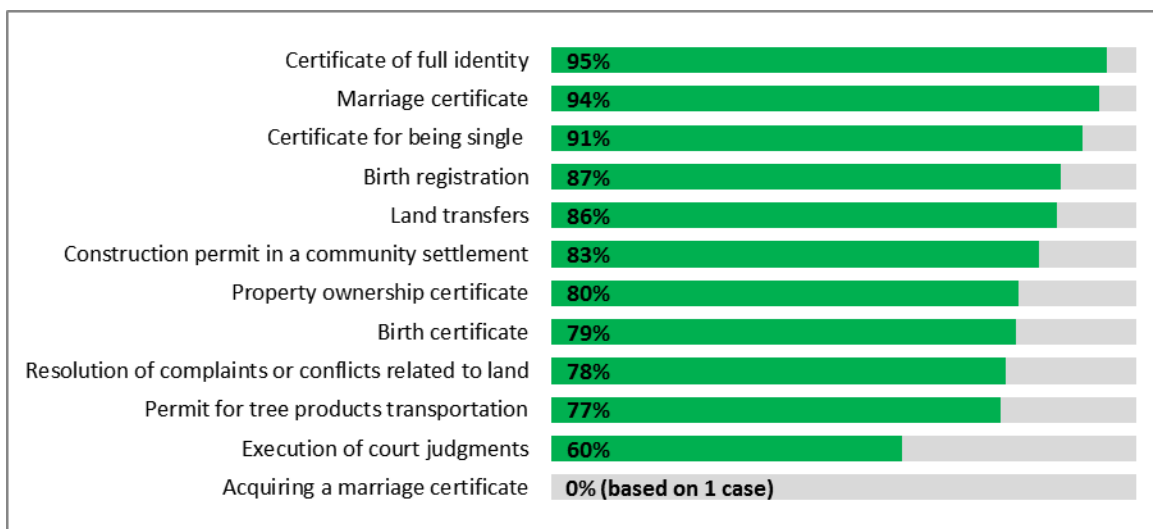 Certificate of full identity 95%
Marriage certificate 94%
Certificate for being single 91%
Birth registration 87%
Land transfers 86%
Construction permit in a community settlement 83%
Property ownership certificate 80%
Birth certificate 79%
Resolution of complaints or conflicts related to land 78%
Permit for tree products transportation 77%
Execution of court judgments 60%
Acquiring a marriage certificate 0% (based on 1 case)